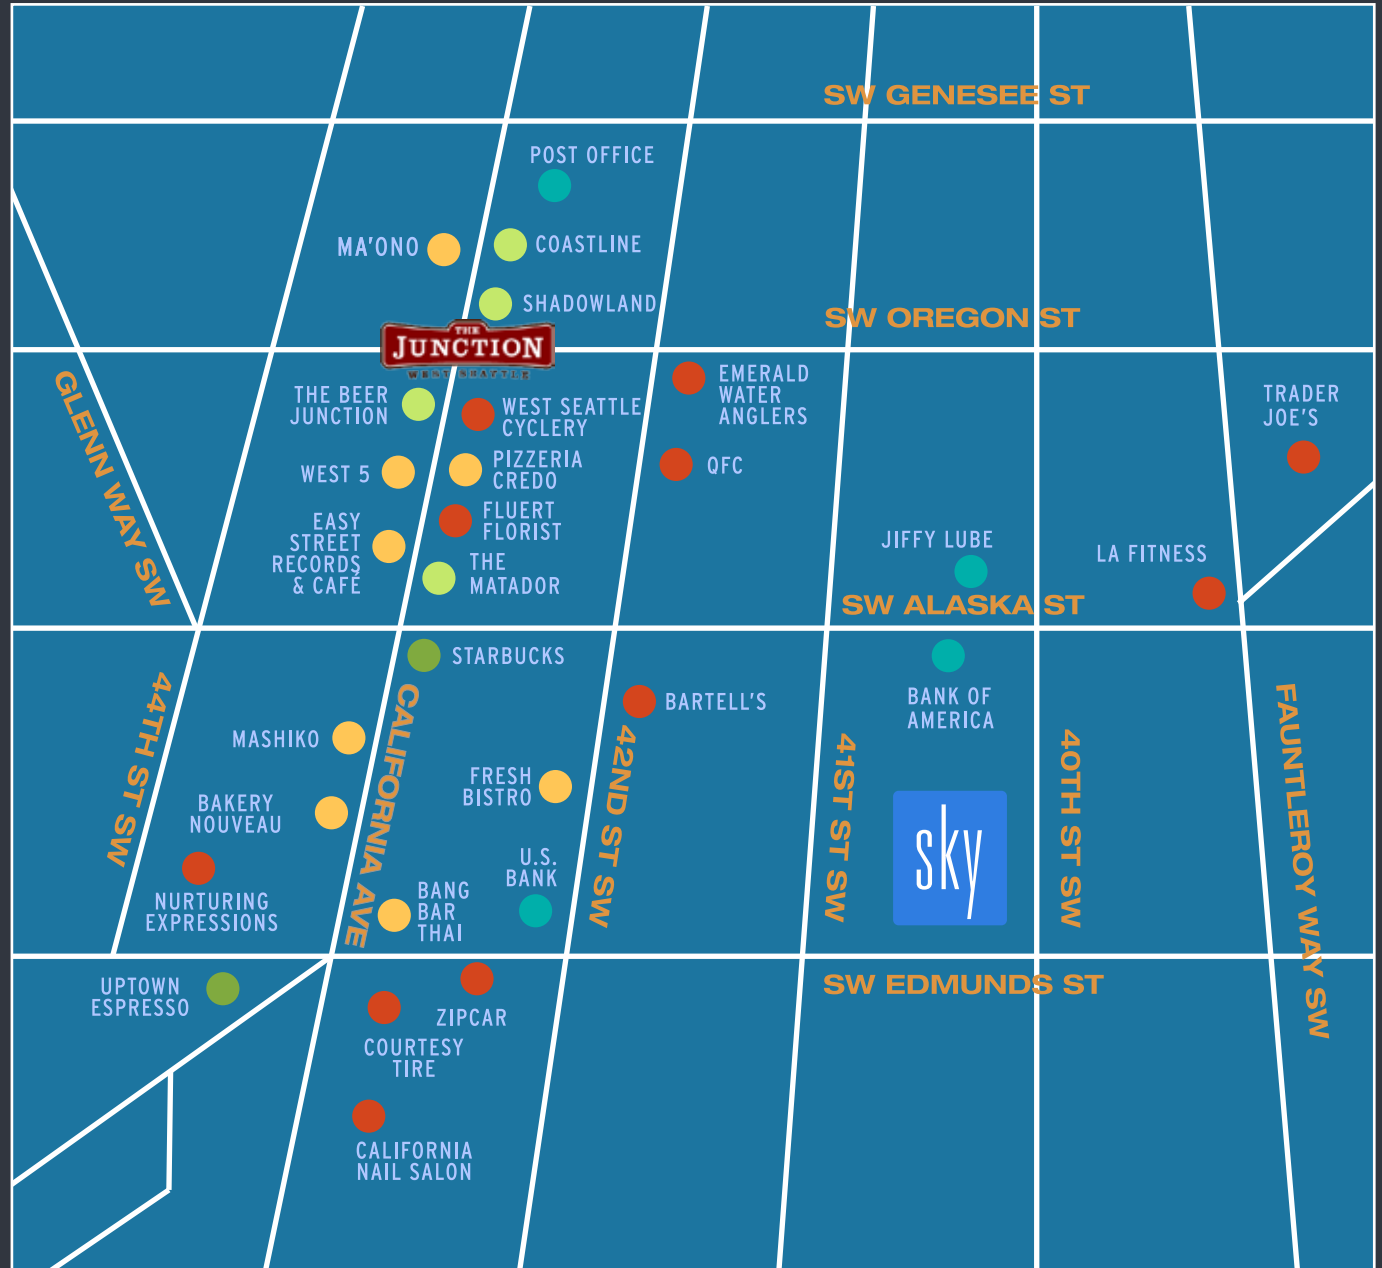 SW GENESEE ST
POST OFFICE
MA'ONO
COASTLINE
SHADOWLAND
SW OREGON ST
THE
JUNCTION
WEST SEATTLE
GLENN WAY SW
THE BEER
JUNCTION
WEST SEATTLE
CYCLERY
EMERALD
WATER
ANGLERS
TRADER
JOE'S
WEST 5
PIZZERIA
CREDO
QFC
EASY
STREET
RECORDS
& CAFÉ
FLUERT
FLORIST
THE
MATADOR
JIFFY LUBE
LA FITNESS
SW ALASKA ST
STARBUCKS
44TH ST SW
CALIFORNIA AVE
BARTELL'S
BANK OF
AMERICA
MASHIKO
42ND ST SW
41ST ST SW
40TH ST SW
FAUNTLEROY WAY SW
FRESH
BISTRO
BAKERY
NOUVEAU
sky
U.S.
BANK
NURTURING
EXPRESSIONS
BANG
BAR
THAI
UPTOWN
ESPRESSO
SW EDMUNDS ST
ZIPCAR
COURTESY
TIRE
CALIFORNIA
NAIL SALON